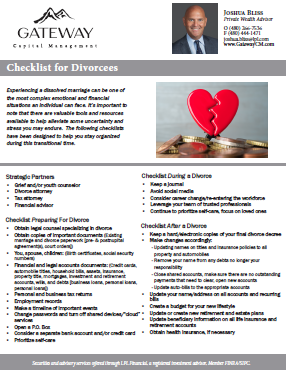 GATEWAY
Capital Management
JOSHUA BLISS
Private Wealth Advisor
O (480) 266-7536
F (480) 444-1471
joshua.bliss@lpl.com
www.GatewayCM.com
Checklist for Divorcees
Experiencing a dissolved marriage can be one of
the most complex emotional and financial
situations an individual can face. It's important to
note that there are valuable tools and resources
available to help alleviate some uncertainty and
stress you may endure. The following checklists
have been designed to help you stay organized
during this transitional time.
Strategic Partners
• Grief and/or youth counselor
• Divorce attorney
• Tax attorney
• Financial advisor
Checklist Preparing For Divorce
• Obtain legal counsel specializing in divorce
• Obtain copies of important documents (Existing
marriage and divorce paperwork [pre- & postnuptial
agreement(s), court orders])
• You, spouse, children: (Birth certificates, social security
numbers)
• Financial and legal accounts documents: (Credit cards,
automobile titles, household bills, assets, insurance,
property title, mortgages, investment and retirement
accounts, wills, and debts [business loans, personal loans,
personal loans])
• Personal and business tax returns
• Employment records
• Make a timeline of important events
• Change passwords and turn off shared devices/"cloud"
services
• Open a P.O. Box
• Consider a separate bank account and/or credit card
• Prioritize self-care
Checklist During a Divorce
• Keep a journal
• Avoid social media
• Consider career change/re-entering the workforce
• Leverage your team of trusted professionals
• Continue to prioritize self-care, focus on loved ones
Checklist After a Divorce
• Keep a hard/electronic copies of your final divorce decree
• Make changes accordingly:
- Updating names on titles and insurance policies to all
property and automobiles
- Remove your name from any debts no longer your
responsibility
- Close shared accounts, make sure there are no outstanding
payments that need to clear, open new accounts
- Update auto-bills to the appropriate accounts
• Update your name/address on all accounts and recurring
bills
• Create a budget for your new lifestyle
• Update or create new retirement and estate plans
• Update beneficiary information on all life insurance and
retirement accounts
• Obtain health insurance, if necessary
Securities and advisory services offered through LPL Financial, a registered investment advisor. Member FINRA/SIPC.